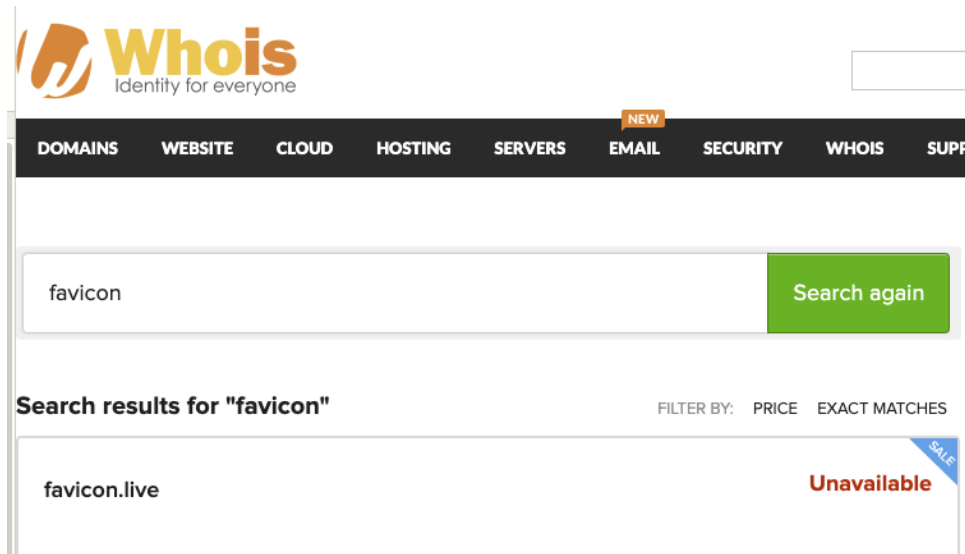 Whois
Identity for everyone
NEW
DOMAINS WEBSITE CLOUD HOSTING SERVERS EMAIL SECURITY WHOIS SUPP
favicon
Search again
Search results for "favicon"
FILTER BY: PRICE EXACT MATCHES
SALE
favicon.live
Unavailable